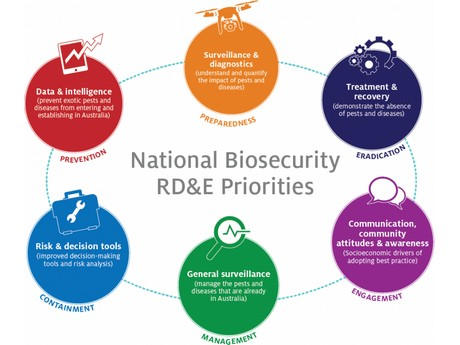 Surveillance &
diagnostics
(understand and quantify
the impact of pests and
diseases)
PREPAREDNESS
Data & intelligence
(prevent exotic pests and
diseases from entering and
establishing in Australia)
PREVENTION
Treatment &
recovery
(demonstrate the absence
of pests and diseases)
ERADICATION
National Biosecurity
RD&E Priorities
Risk & decision tools
(improved decision-making
tools and risk analysis)
CONTAINMENT
General surveillance
(manage the pests and
diseases that are already
in Australia)
MANAGEMENT
Communication,
community
attitudes & awareness
(Socioeconomic drivers of
adopting best practice)
ENGAGEMENT